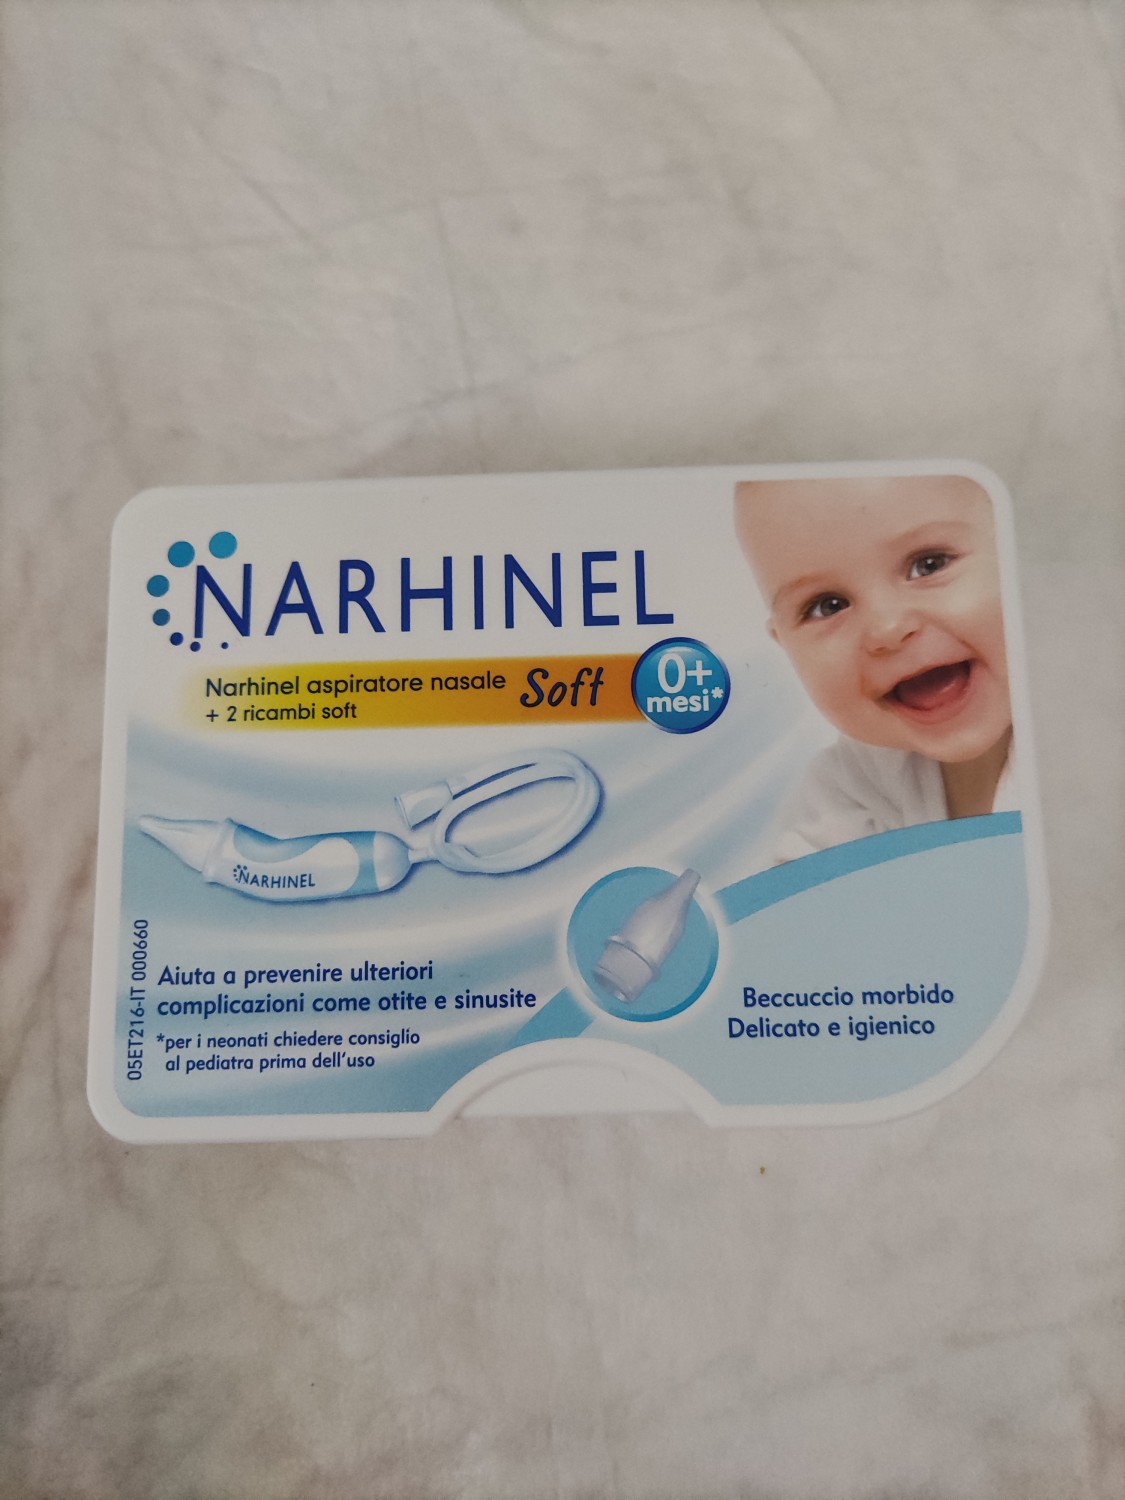 NARHINEL
Narhinel aspiratore nasale Soft
+ 2 ricambi soft
0+
mesi*
NARHINEL
Aiuta a prevenire ulteriori
complicazioni come otite e sinusite
*per i neonati chiedere consiglio
al pediatra prima dell'uso
05ET216-IT 000660
Beccuccio morbido
Delicato e igienico